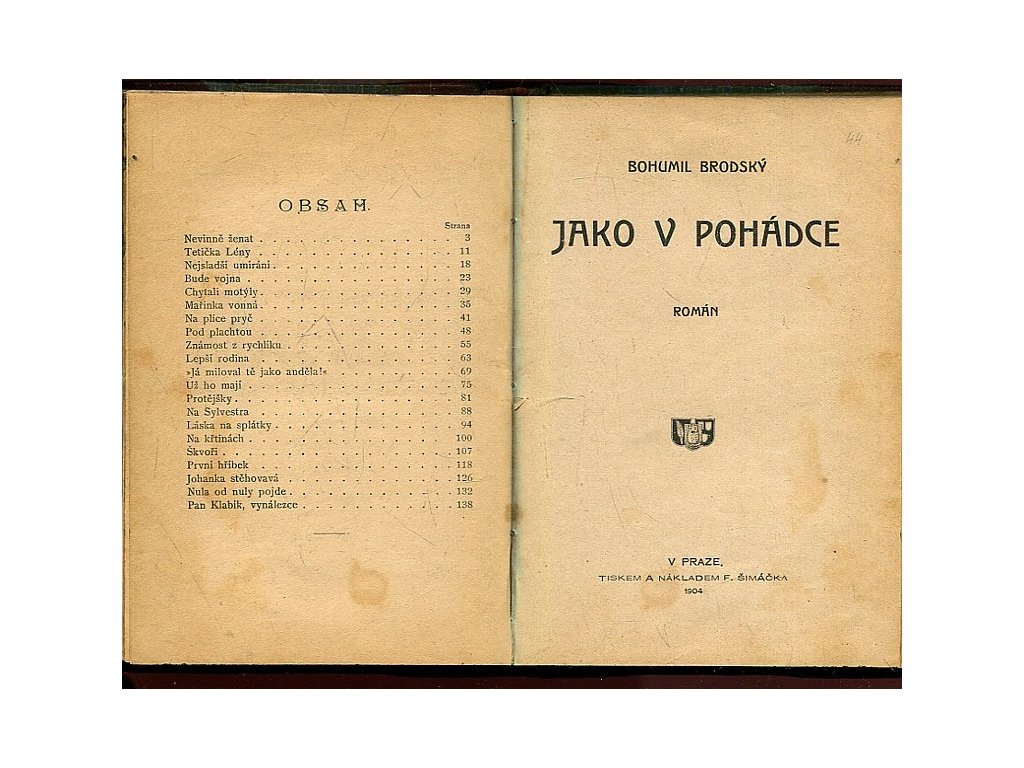 OBSAH.
Strana
Nevinně ženat . . . . . . . . . . . . . . . 3
Tetička Lény . . . . . . . . . . . . . . . 11
Nejsladší umírání . . . . . . . . . . . . . . 18
Bude vojna . . . . . . . . . . . . . . . . 23
Chytali motýly . . . . . . . . . . . . . . . 29
Mařinka vonná . . . . . . . . . . . . . . . 35
Na plice pryč . . . . . . . . . . . . . . . 41
Pod plachtou . . . . . . . . . . . . . . . 48
Známost z rychlíku . . . . . . . . . . . . . 55
Lepší rodina . . . . . . . . . . . . . . . 63
»Já miloval tě jako anděla!« . . . . . . . . . . 69
Už ho mají . . . . . . . . . . . . . . . . 75
Protějšky . . . . . . . . . . . . . . . . . 81
Na Sylvestra . . . . . . . . . . . . . . . 88
Láska na splátky . . . . . . . . . . . . . . 94
Na křtinách . . . . . . . . . . . . . . . . 100
Škvoři . . . . . . . . . . . . . . . . . . 107
První hříbek . . . . . . . . . . . . . . . 118
Johanka stěhovavá . . . . . . . . . . . . . 126
Nula od nuly pojde . . . . . . . . . . . . . 132
Pan Klabík, vynálezce . . . . . . . . . . . . 138
44
BOHUMIL BRODSKÝ
JAKO V POHÁDCE
ROMÁN
V PRAZE.
TISKEM A NÁKLADEM F. ŠIMÁČKA
1904